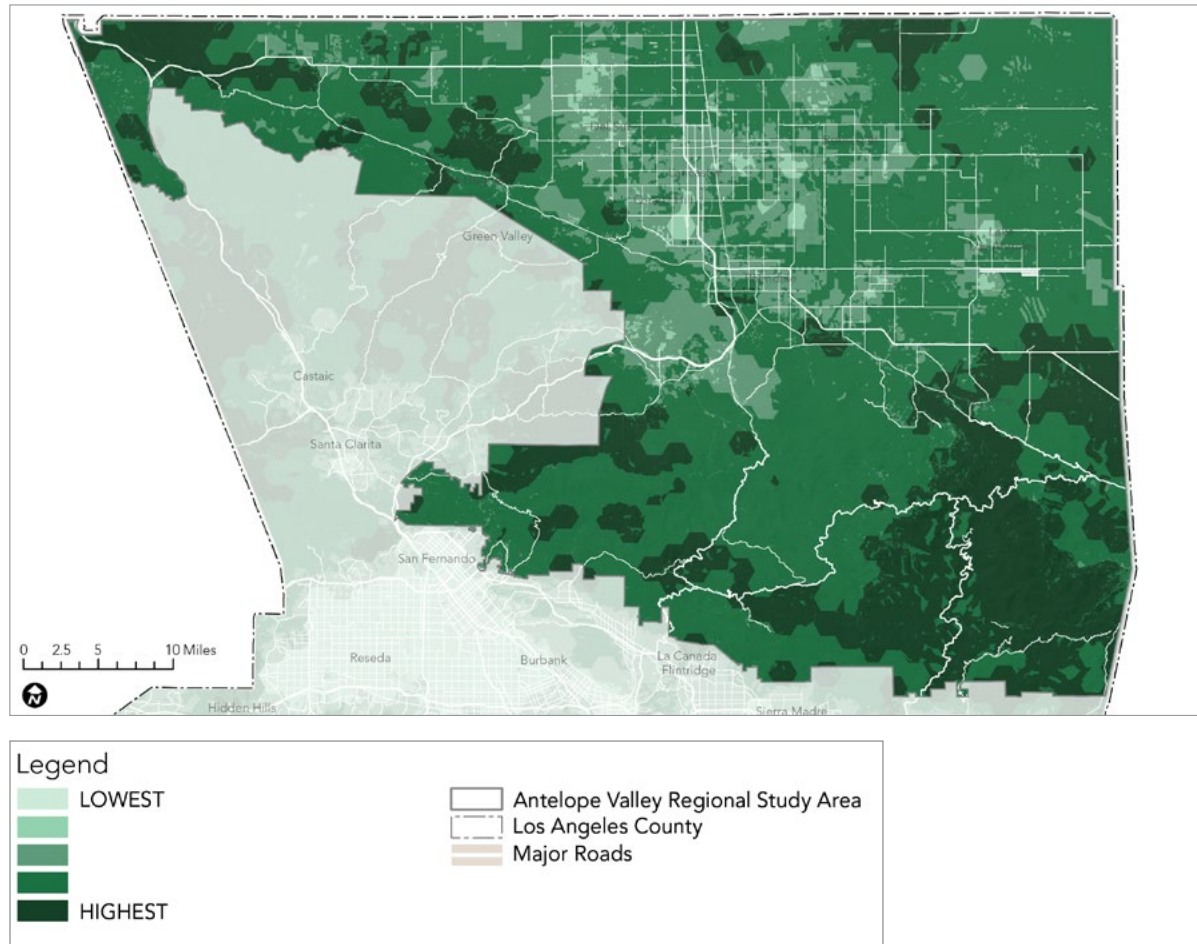 Green Valley
Castaic
Santa Clarita
San Fernando
0 2.5 5 10 Miles
Reseda
Burbank
La Canada
Flintridge
N
Hidden Hills
Sierra Madre
Legend
LOWEST
HIGHEST
Antelope Valley Regional Study Area
Los Angeles County
Major Roads